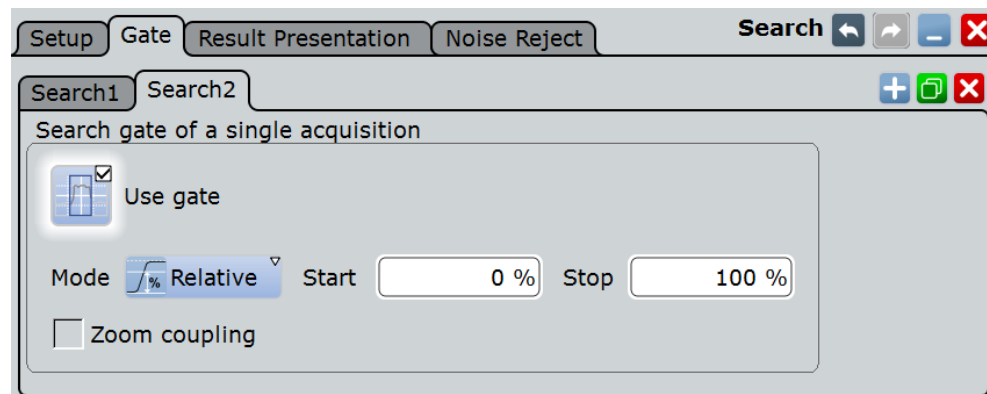 Setup Gate Result Presentation Noise Reject Search
Search1 Search2
Search gate of a single acquisition
Use gate
Mode % Relative Start 0 % Stop 100 %
Zoom coupling